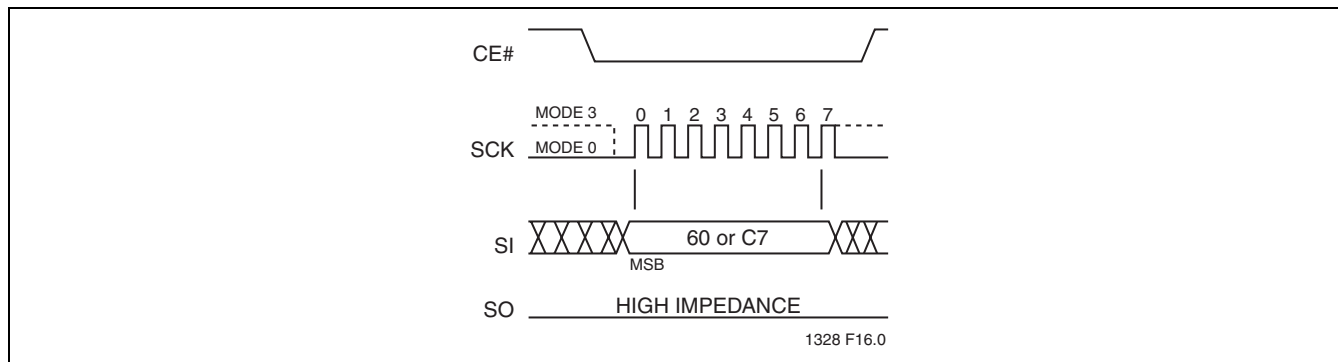 CE#
MODE 3
0 1 2 3 4 5 6 7
SCK
MODE 0
SI
60 or C7
MSB
SO
HIGH IMPEDANCE
1328 F16.0